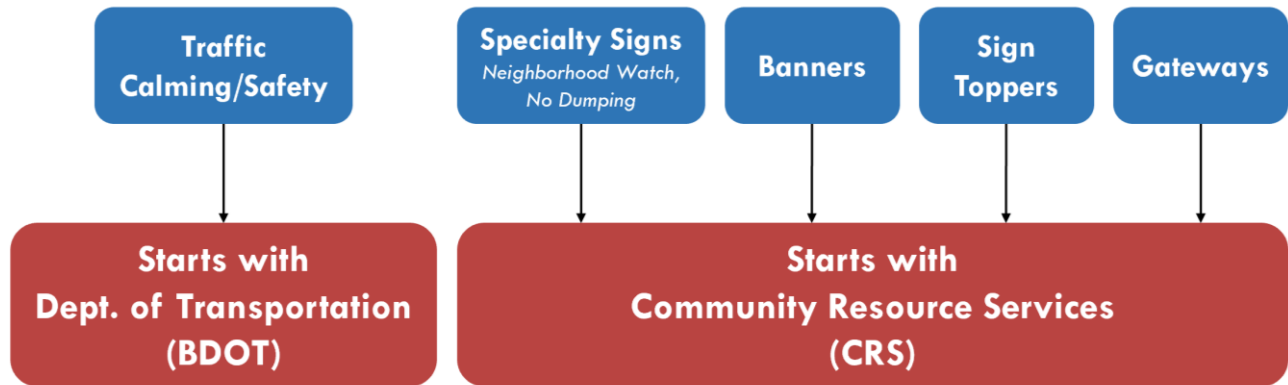 Traffic
Calming/Safety
Specialty Signs
Neighborhood Watch,
No Dumping
Banners
Sign
Toppers
Gateways
Starts with
Dept. of Transportation
(BDOT)
Starts with
Community Resource Services
(CRS)